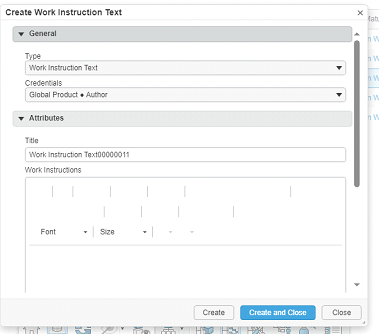 Create Work Instruction Text
General
Type
Work Instruction Text
Credentials
Global Product ● Author
Attributes
Title
Work Instruction Text00000011
Work Instructions
Font
Size
Create
Create and Close
Close